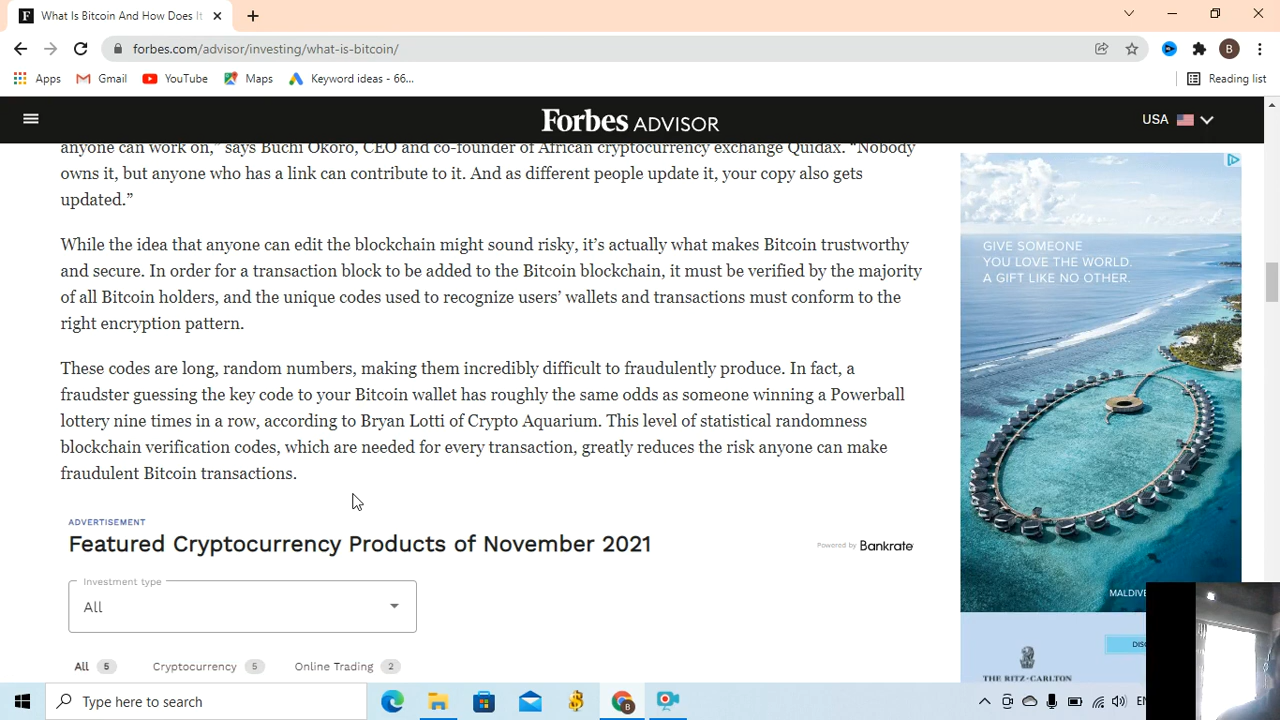 What Is Bitcoin And How Does It
forbes.com/advisor/investing/what-is-bitcoin/
B
Apps
Gmail
YouTube
Maps
Keyword ideas - 66...
Reading list
Forbes ADVISOR
USA
anyone can work on,” says Buchi Okoro, CEO and co-founder of African cryptocurrency exchange Quidax. “Nobody
owns it, but anyone who has a link can contribute to it. And as different people update it, your copy also gets
updated.”
While the idea that anyone can edit the blockchain might sound risky, it’s actually what makes Bitcoin trustworthy
and secure. In order for a transaction block to be added to the Bitcoin blockchain, it must be verified by the majority
of all Bitcoin holders, and the unique codes used to recognize users’ wallets and transactions must conform to the
right encryption pattern.
These codes are long, random numbers, making them incredibly difficult to fraudulently produce. In fact, a
fraudster guessing the key code to your Bitcoin wallet has roughly the same odds as someone winning a Powerball
lottery nine times in a row, according to Bryan Lotti of Crypto Aquarium. This level of statistical randomness
blockchain verification codes, which are needed for every transaction, greatly reduces the risk anyone can make
fraudulent Bitcoin transactions.
ADVERTISEMENT
Featured Cryptocurrency Products of November 2021
Powered by Bankrate
Investment type
All
All 5 Cryptocurrency 5 Online Trading 2
GIVE SOMEONE
YOU LOVE THE WORLD.
A GIFT LIKE NO OTHER.
MALDIVE
DISC
THE RITZ-CARLTON
Type here to search